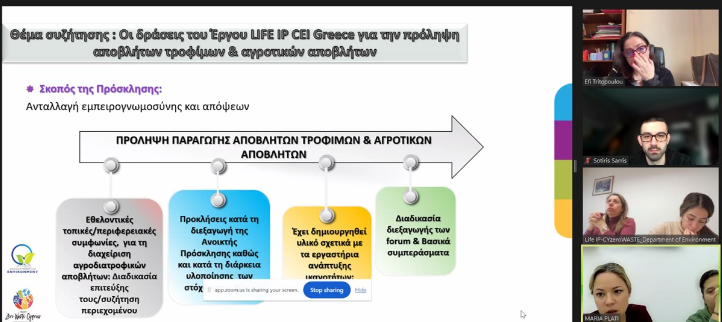 Θέμα συζήτησης : Οι δράσεις του Έργου LIFE IP CEI Greece για την πρόληψη
αποβλήτων τροφίμων & αγροτικών αποβλήτων
Σκοπός της Πρόσκλησης:
Ανταλλαγή εμπειρογνωμοσύνης και απόψεων
ΠΡΟΛΗΨΗ ΠΑΡΑΓΩΓΗΣ ΑΠΟΒΛΗΤΩΝ ΤΡΟΦΙΜΩΝ & ΑΓΡΟΤΙΚΩΝ
ΑΠΟΒΛΗΤΩΝ
Εθελοντικές
τοπικές/περιφερειακές
συμφωνίες, για τη
διαχείριση
αγροδιατροφικών
αποβλήτων: Διαδικασία
επιτεύξης
τους/συζήτηση
περιεχομένου
Προκλήσεις κατά τη
διεξαγωγή της
Ανοικτής
Πρόσκλησης καθώς
και κατά τη διάρκεια
υλοποίησης των
στόχ
Έχει δημιουργηθεί
υλικό σχετικά με
τα εργαστήρια
ανάπτυξης
ικανοτήτων;
Διαδικασία
διεξαγωγής των
forum & Βασικά
συμπεράσματα
app.zoom.us is sharing your screen.
Stop sharing
Hide
ENVIRONMENT
Zero Waste Cyprus
Efi Tritopoulou
Sotiris Sarris
Life IP-CYzeroWASTE_Department of Environment
MARIA PLATI